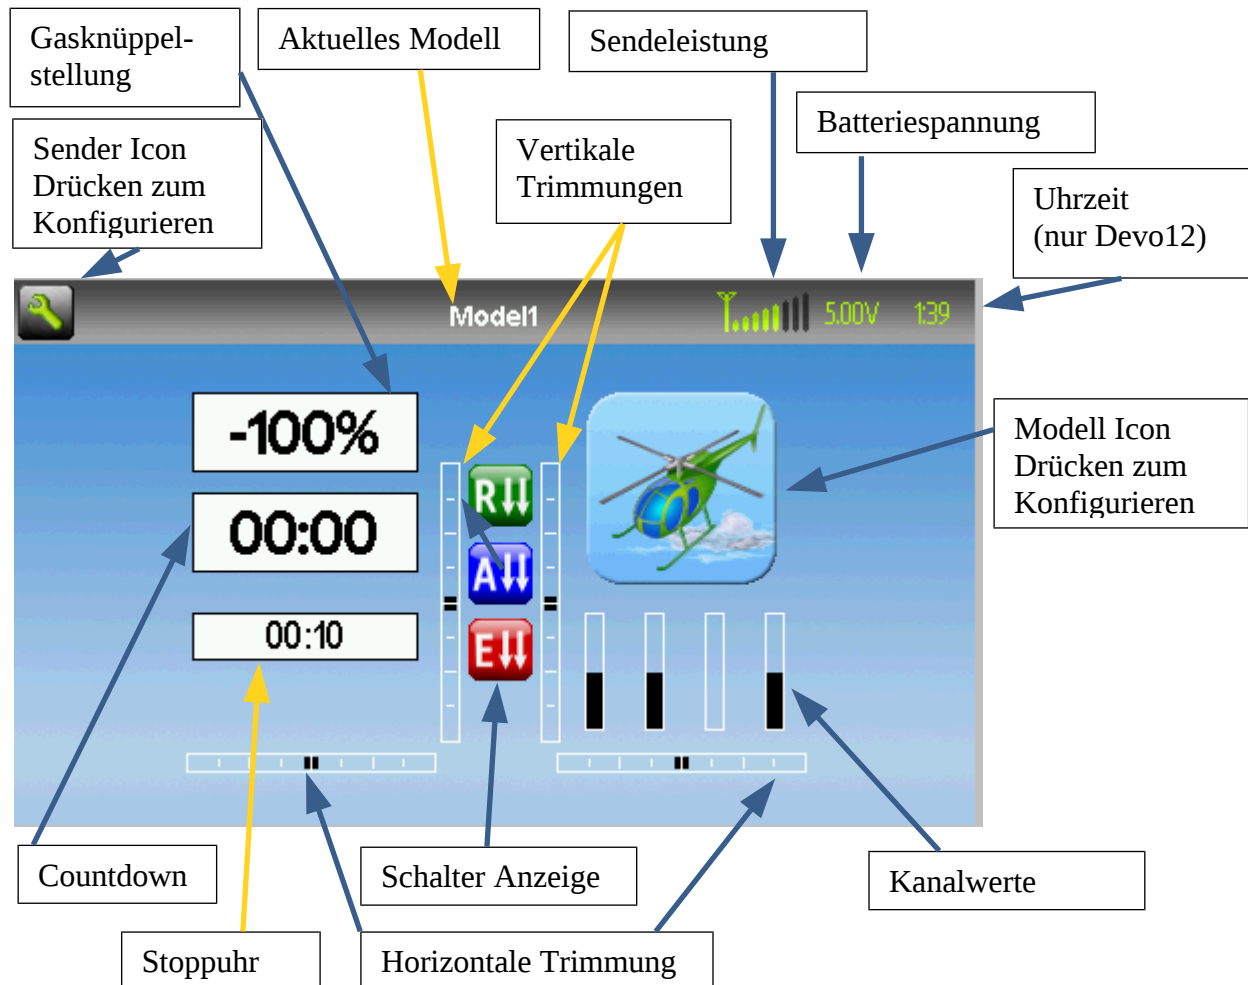 Gasknüppel-
stellung
Aktuelles Modell
Sendeleistung
Batteriespannung
Sender Icon
Drücken zum
Konfigurieren
Vertikale
Trimmungen
Uhrzeit
(nur Devo12)
Model1
5.00V
1:39
-100%
00:00
00:10
R
A
E
Modell Icon
Drücken zum
Konfigurieren
Countdown
Schalter Anzeige
Kanalwerte
Stoppuhr
Horizontale Trimmung